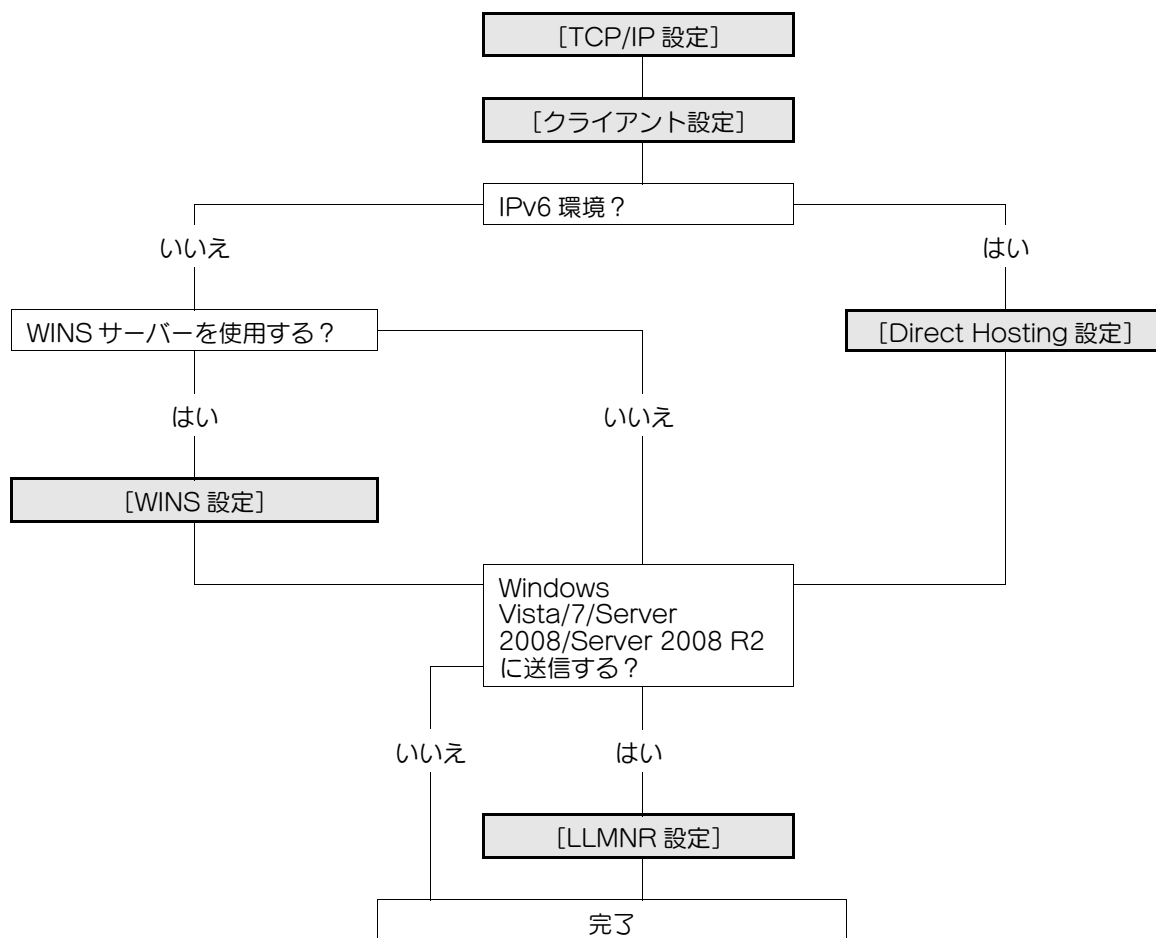 [TCP/IP 設定]
[クライアント設定]
IPv6 環境？
いいえ
はい
WINS サーバーを使用する？
[Direct Hosting 設定]
はい
いいえ
[WINS 設定]
Windows
Vista/7/Server
2008/Server 2008 R2
に送信する？
いいえ
はい
[LLMNR 設定]
完了